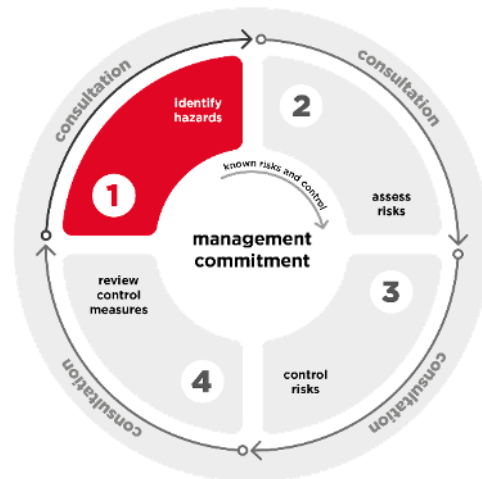 consultation
consultation
identify
hazards
1
2
assess
risks
known risks and control
management
commitment
review
control
measures
4
3
control
risks
consultation
consultation